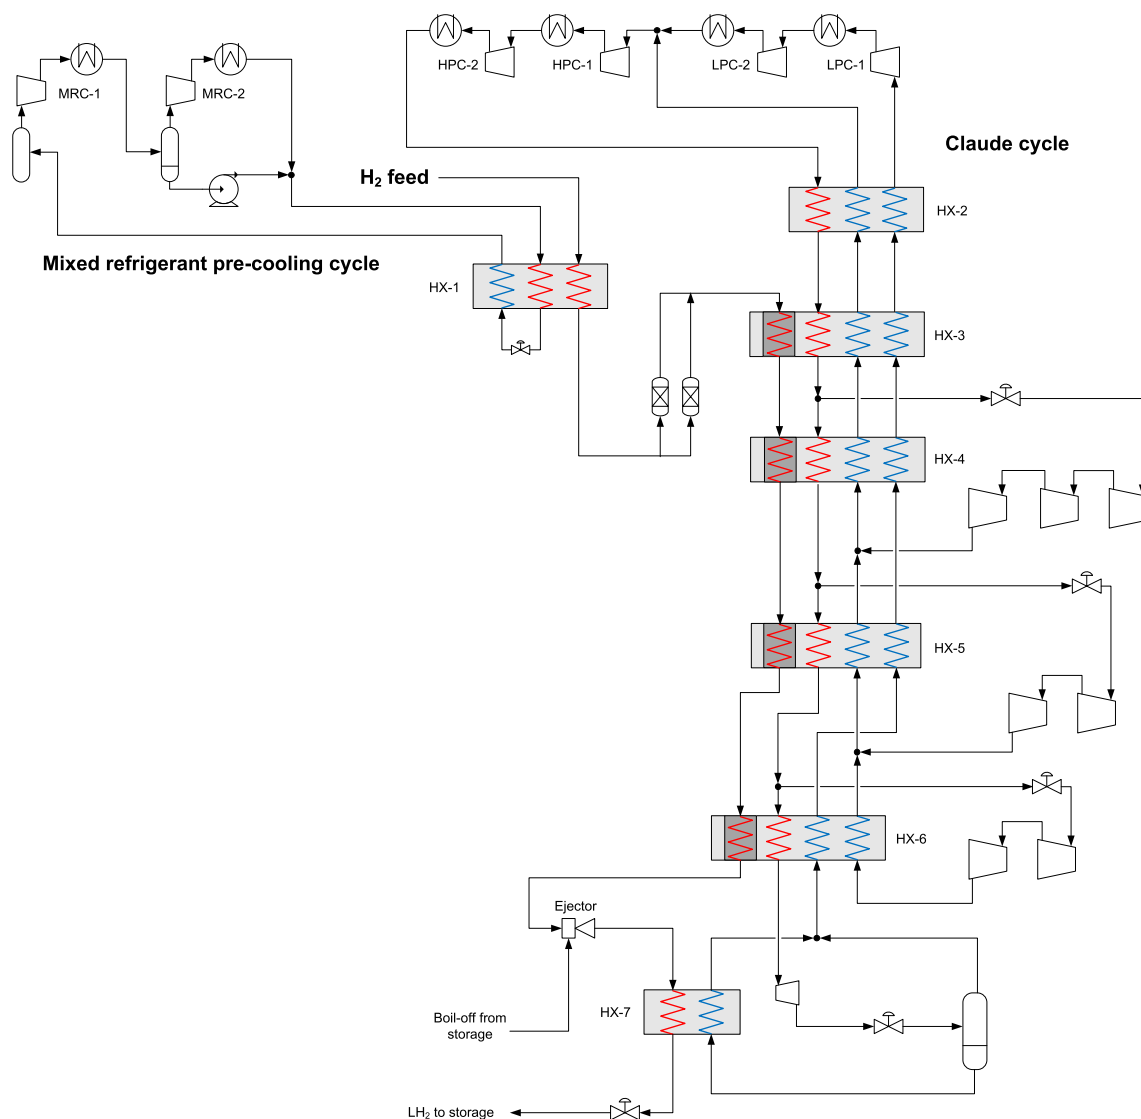 HPC-2
HPC-1
LPC-2
LPC-1
MRC-1
MRC-2
Claude cycle
H₂ feed
HX-2
Mixed refrigerant pre-cooling cycle
HX-1
HX-3
HX-4
HX-5
HX-6
Ejector
HX-7
Boil-off from
storage
LH₂ to storage